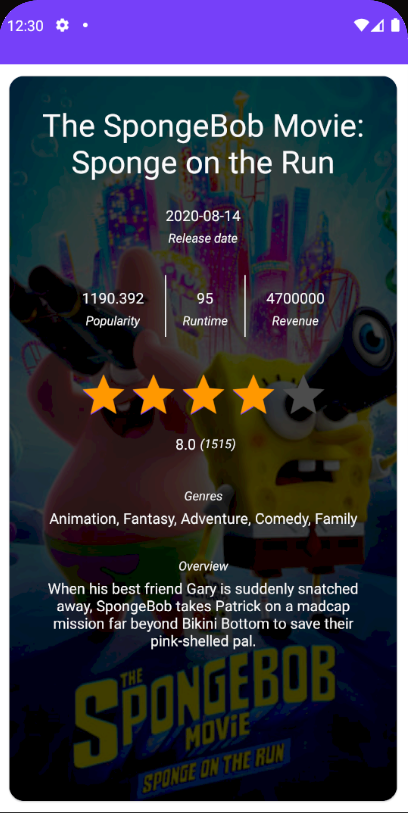 12:30
The SpongeBob Movie:
Sponge on the Run
2020-08-14
Release date
1190.392 95 4700000
Popularity Runtime Revenue
8.0 (1515)
Genres
Animation, Fantasy, Adventure, Comedy, Family
Overview
When his best friend Gary is suddenly snatched
away, SpongeBob takes Patrick on a madcap
mission far beyond Bikini Bottom to save their
pink-shelled pal.
THE
SPONGEBOB
MOVIE
SPONGE ON THE RUN